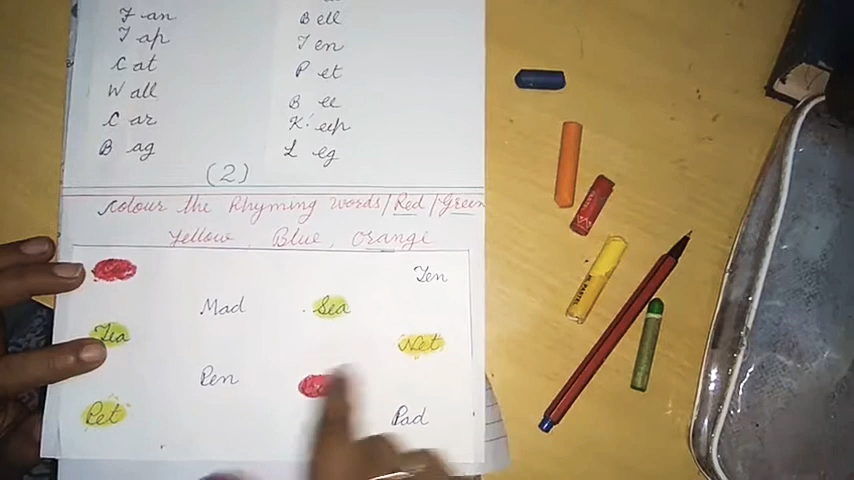 F an Bell
T ap T en
C at P et
W all B ee
C ar K eep
B ag L eg
(2)
Colour the Rhyming words/Red/Green
Yellow, Blue, orange
Ten
Mad Sea
Tea Net
Pen
Pet Pad